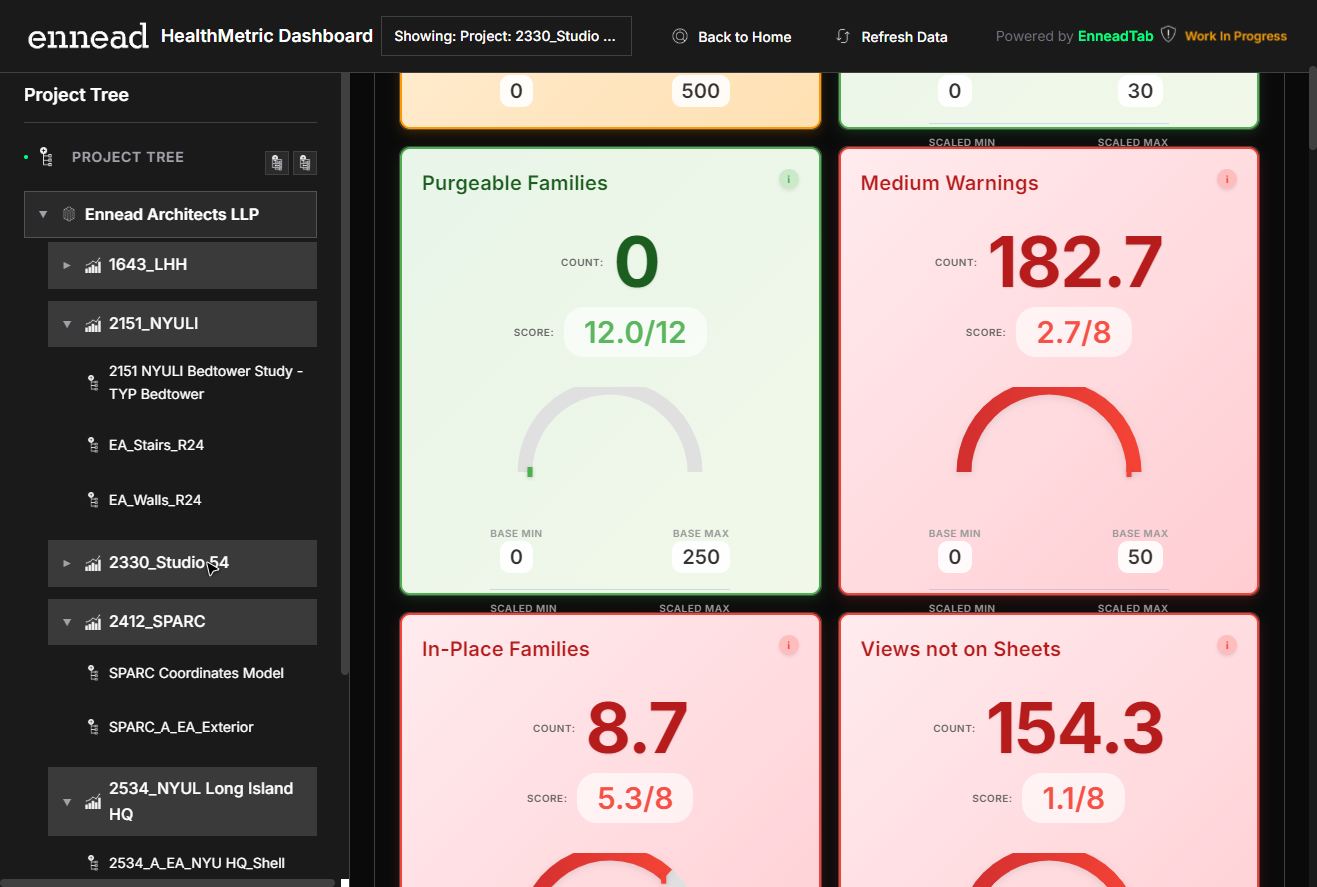 ennead HealthMetric Dashboard Showing: Project: 2330_Studio ... Back to Home Refresh Data Powered by EnneadTab Work In Progress
Project Tree
PROJECT TREE
Ennead Architects LLP
1643_LHH
2151_NYULI
2151 NYULI Bedtower Study -
TYP Bedtower
EA_Stairs_R24
EA_Walls_R24
2330_Studio 54
2412_SPARC
SPARC Coordinates Model
SPARC_A_EA_Exterior
2534_NYUL Long Island
HQ
2534_A_EA_NYU HQ_Shell
0 500
0 30
SCALED MIN SCALED MAX
Purgeable Families i
COUNT: 0
SCORE: 12.0/12
BASE MIN BASE MAX
0 250
SCALED MIN SCALED MAX
Medium Warnings i
COUNT: 182.7
SCORE: 2.7/8
BASE MIN BASE MAX
0 50
SCALED MIN SCALED MAX
In-Place Families i
COUNT: 8.7
SCORE: 5.3/8
Views not on Sheets i
COUNT: 154.3
SCORE: 1.1/8